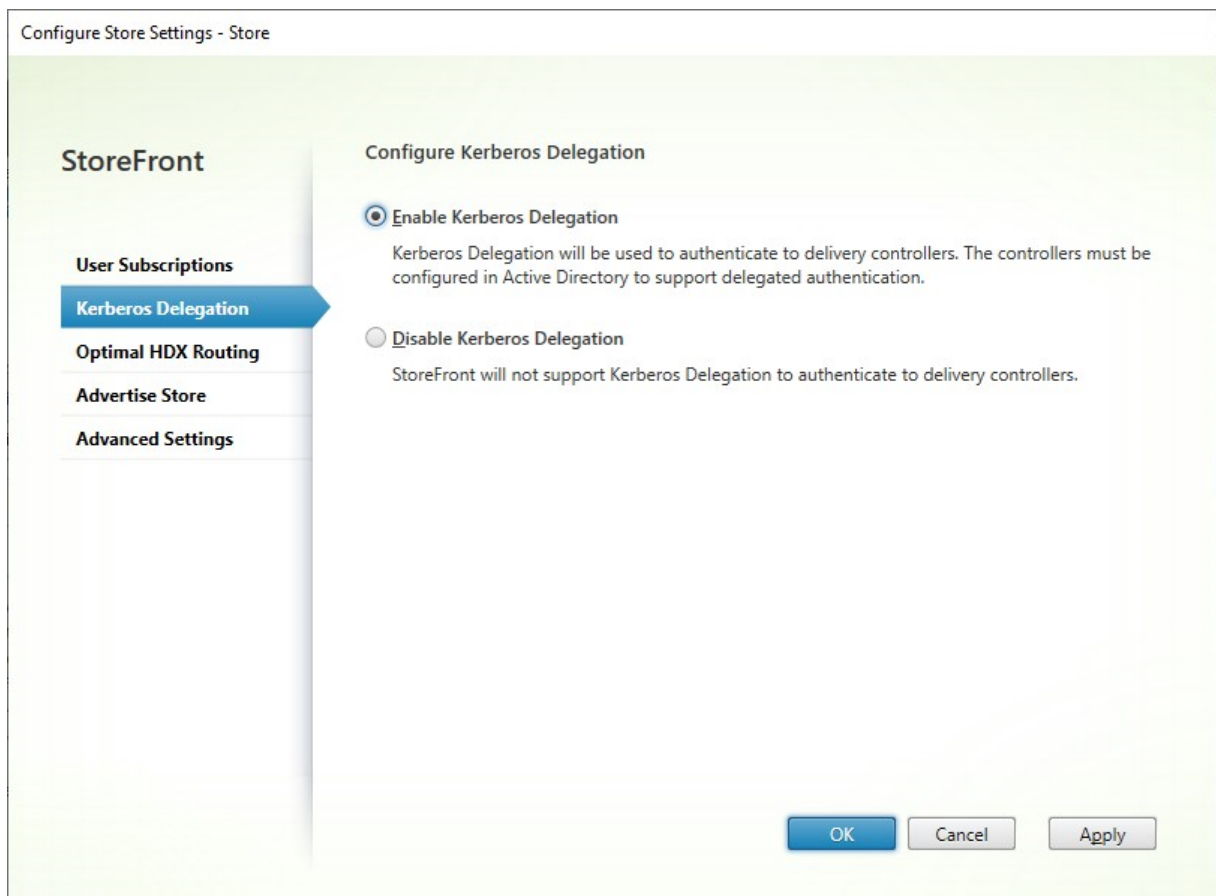 Configure Store Settings - Store
StoreFront
User Subscriptions
Kerberos Delegation
Optimal HDX Routing
Advertise Store
Advanced Settings
Configure Kerberos Delegation
Enable Kerberos Delegation
Kerberos Delegation will be used to authenticate to delivery controllers. The controllers must be
configured in Active Directory to support delegated authentication.
Disable Kerberos Delegation
StoreFront will not support Kerberos Delegation to authenticate to delivery controllers.
OK
Cancel
Apply